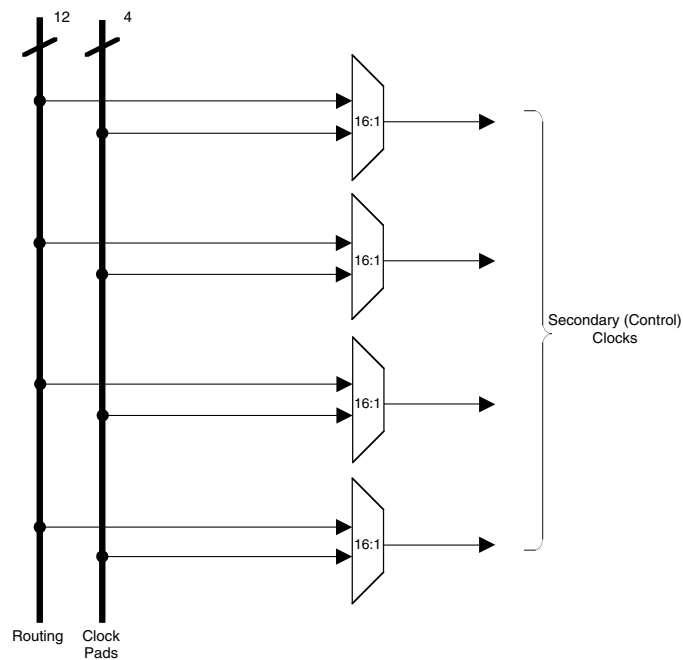 12
4
16:1
16:1
Secondary (Control)
Clocks
16:1
16:1
Routing
Clock
Pads